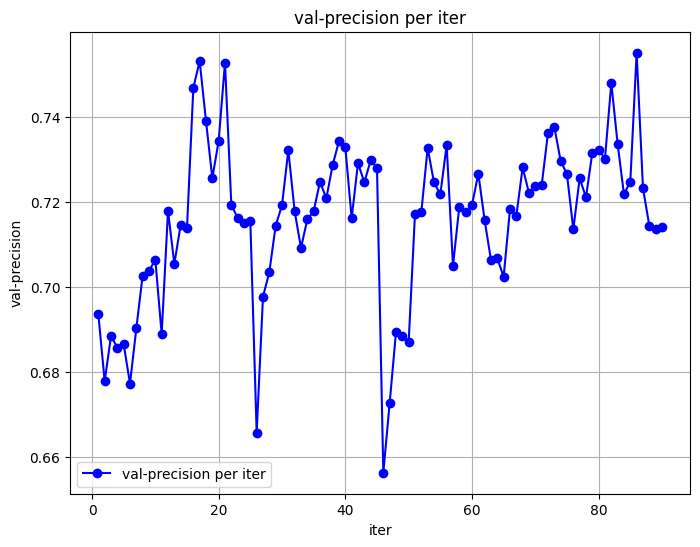 val-precision per iter
val-precision
0.74
0.72
0.70
0.68
0.66
val-precision per iter
0
20
40
60
80
iter